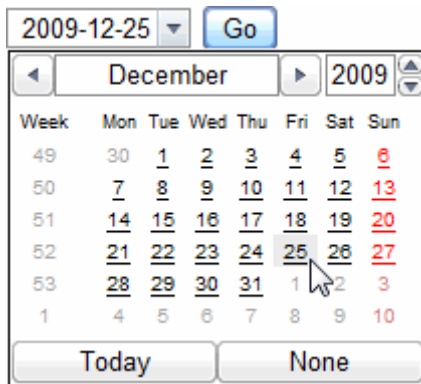 2009-12-25 Go
December 2009
Week Mon Tue Wed Thu Fri Sat Sun
49 30 1 2 3 4 5 6
50 7 8 9 10 11 12 13
51 14 15 16 17 18 19 20
52 21 22 23 24 25 26 27
53 28 29 30 31 1 2 3
1 4 5 6 7 8 9 10
Today None